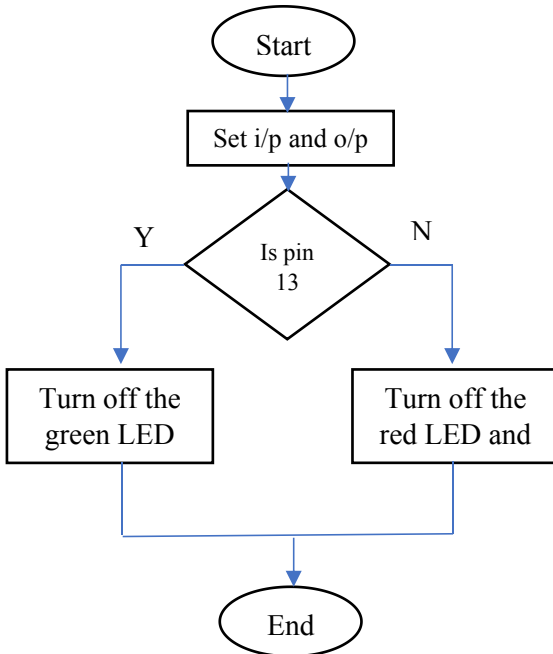 Start
Set i/p and o/p
Y
N
Is pin
13
Turn off the
green LED
Turn off the
red LED and
End